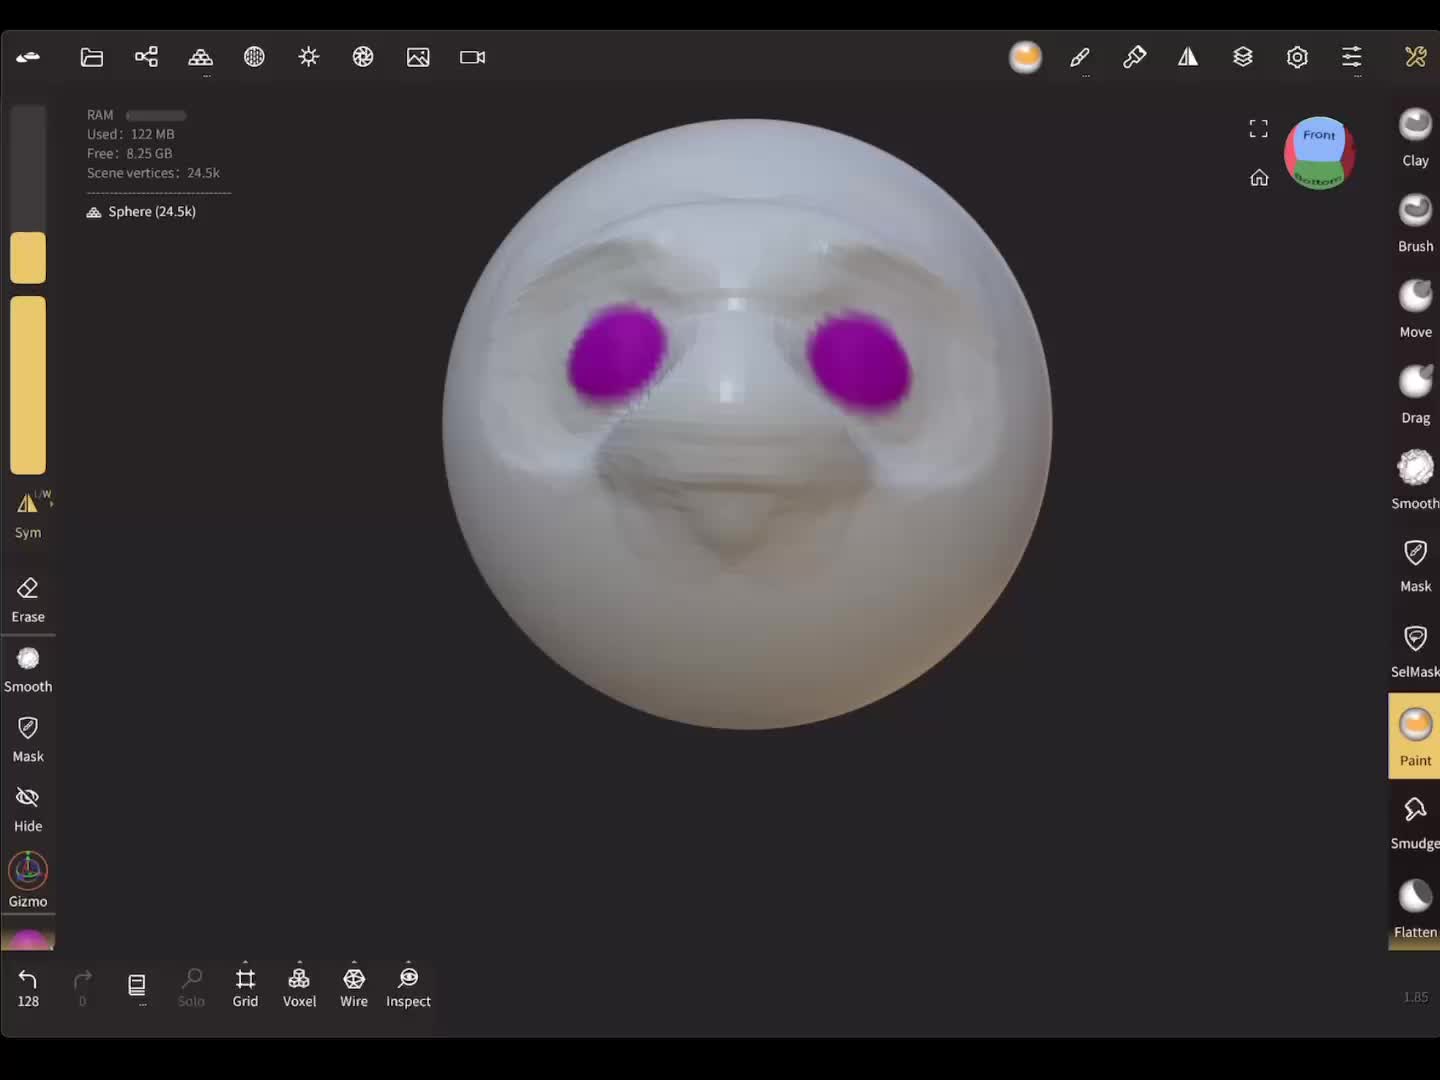 RAM
Used: 122 MB
Free: 8.25 GB
Scene vertices: 24.5k
Sphere (24.5k)
Front
Bottom
L/W
Sym
Erase
Smooth
Mask
Hide
Gizmo
128
0
...
Solo
Grid
Voxel
Wire
Inspect
Clay
Brush
Move
Drag
Smooth
Mask
SelMask
Paint
Smudge
Flatten
1.85